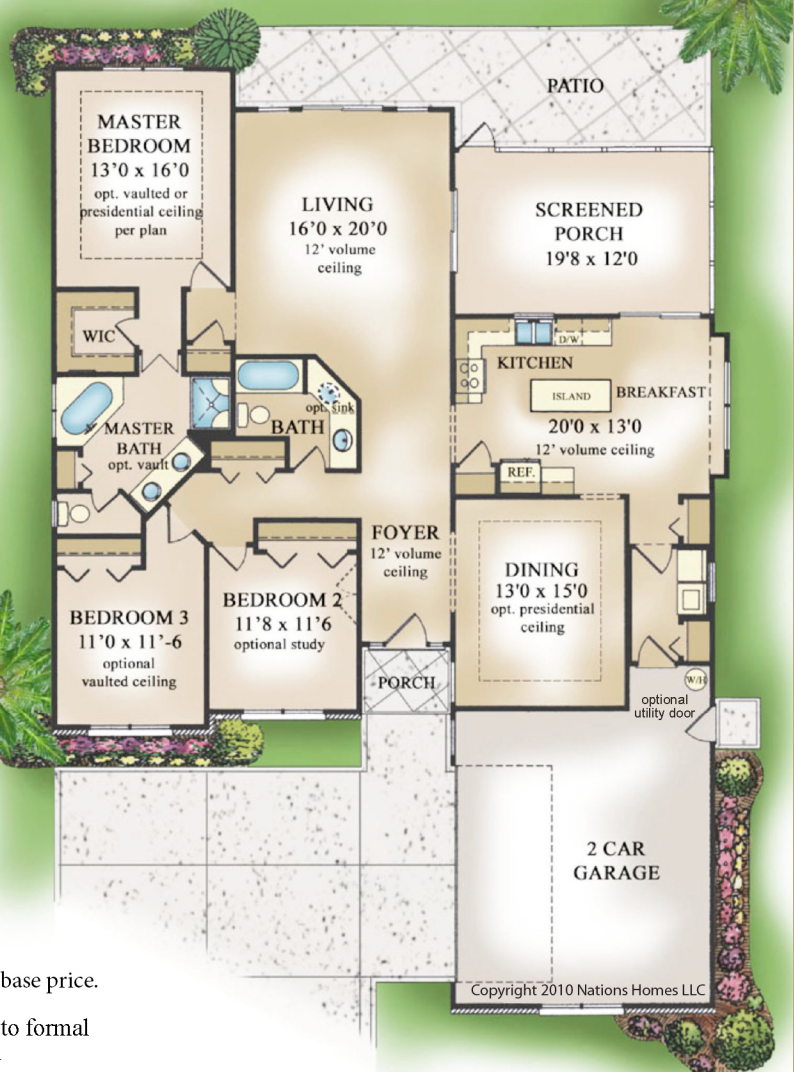 PATIO
MASTER
BEDROOM
13'0 x 16'0
opt. vaulted or
presidential ceiling
per plan
LIVING
16'0 x 20'0
12' volume
ceiling
SCREENED
PORCH
19'8 x 12'0
WIC
D/W
KITCHEN
ISLAND
BREAKFAST
20'0 x 13'0
12' volume ceiling
REF.
opt. sink
BATH
MASTER
BATH
opt. vault
FOYER
12' volume
ceiling
DINING
13'0 x 15'0
opt. presidential
ceiling
BEDROOM 3
11'0 x 11'-6
optional
vaulted ceiling
BEDROOM 2
11'8 x 11'6
optional study
PORCH
W/H
optional
utility door
2 CAR
GARAGE
base price.
Copyright 2010 Nations Homes LLC
to formal